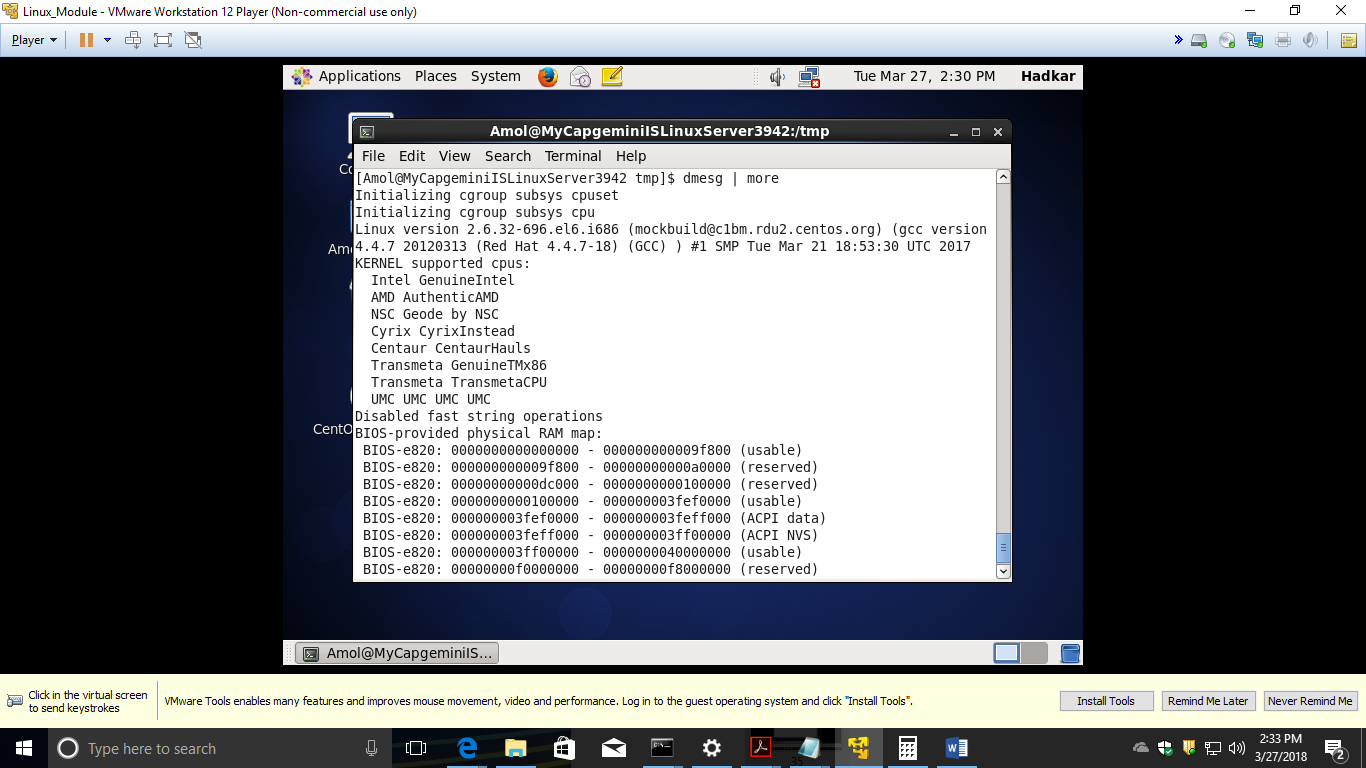 Linux_Module - VMware Workstation 12 Player (Non-commercial use only)
Player
Applications Places System Tue Mar 27, 2:30 PM Hadkar
Amol@MyCapgeminiISLinuxServer3942:/tmp
File Edit View Search Terminal Help
[Amol@MyCapgeminiISLinuxServer3942 tmp]$ dmesg | more
Initializing cgroup subsys cpuset
Initializing cgroup subsys cpu
Linux version 2.6.32-696.el6.i686 (mockbuild@c1bm.rdu2.centos.org) (gcc version
4.4.7 20120313 (Red Hat 4.4.7-18) (GCC) ) #1 SMP Tue Mar 21 18:53:30 UTC 2017
KERNEL supported cpus:
Intel GenuineIntel
AMD AuthenticAMD
NSC Geode by NSC
Cyrix CyrixInstead
Centaur CentaurHauls
Transmeta GenuineTMx86
Transmeta TransmetaCPU
UMC UMC UMC UMC
Disabled fast string operations
BIOS-provided physical RAM map:
BIOS-e820: 0000000000000000 - 000000000009f800 (usable)
BIOS-e820: 000000000009f800 - 00000000000a0000 (reserved)
BIOS-e820: 00000000000dc000 - 0000000000100000 (reserved)
BIOS-e820: 0000000000100000 - 000000003fef0000 (usable)
BIOS-e820: 000000003fef0000 - 000000003feff000 (ACPI data)
BIOS-e820: 000000003feff000 - 000000003ff00000 (ACPI NVS)
BIOS-e820: 000000003ff00000 - 0000000040000000 (usable)
BIOS-e820: 00000000f0000000 - 00000000f8000000 (reserved)
Co
Am
CentO
Amol@MyCapgeminiIS...
Click in the virtual screen
to send keystrokes
VMware Tools enables many features and improves mouse movement, video and performance. Log in to the guest operating system and click "Install Tools".
Install Tools Remind Me Later Never Remind Me
Type here to search
2:33 PM
3/27/2018
2